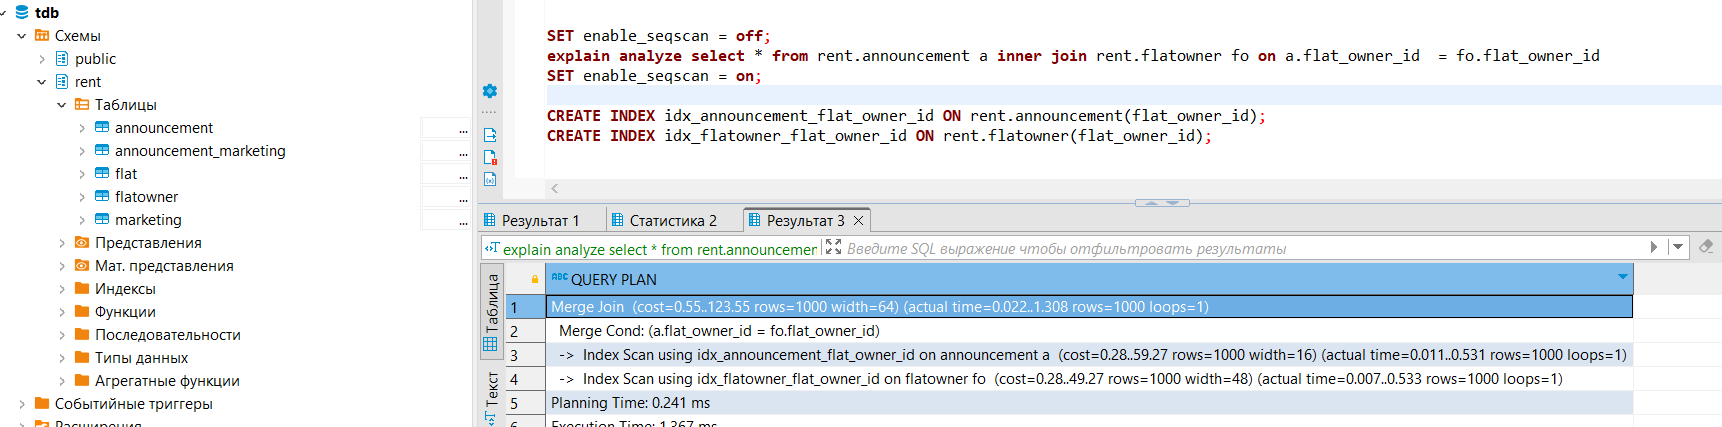 tdb
Схемы
public
rent
Таблицы
announcement
...
announcement_marketing
...
flat
...
flatowner
...
marketing
...
Представления
Мат. представления
Индексы
Функции
Последовательности
Типы данных
Агрегатные функции
Событийные триггеры
Расширения
SET enable_seqscan = off;
explain analyze select * from rent.announcement a inner join rent.flatowner fo on a.flat_owner_id  = fo.flat_owner_id
SET enable_seqscan = on;
CREATE INDEX idx_announcement_flat_owner_id ON rent.announcement(flat_owner_id);
CREATE INDEX idx_flatowner_flat_owner_id ON rent.flatowner(flat_owner_id);
Результат 1
Статистика 2
Результат 3
explain analyze select * from rent.announcemen
Введите SQL выражение чтобы отфильтровать результаты
Таблица
Текст
ABC QUERY PLAN
1 Merge Join  (cost=0.55..123.55 rows=1000 width=64) (actual time=0.022..1.308 rows=1000 loops=1)
2 Merge Cond: (a.flat_owner_id = fo.flat_owner_id)
3 ->  Index Scan using idx_announcement_flat_owner_id on announcement a  (cost=0.28..59.27 rows=1000 width=16) (actual time=0.011..0.531 rows=1000 loops=1)
4 ->  Index Scan using idx_flatowner_flat_owner_id on flatowner fo  (cost=0.28..49.27 rows=1000 width=48) (actual time=0.007..0.533 rows=1000 loops=1)
5 Planning Time: 0.241 ms
6 Execution Time: 1.367 ms